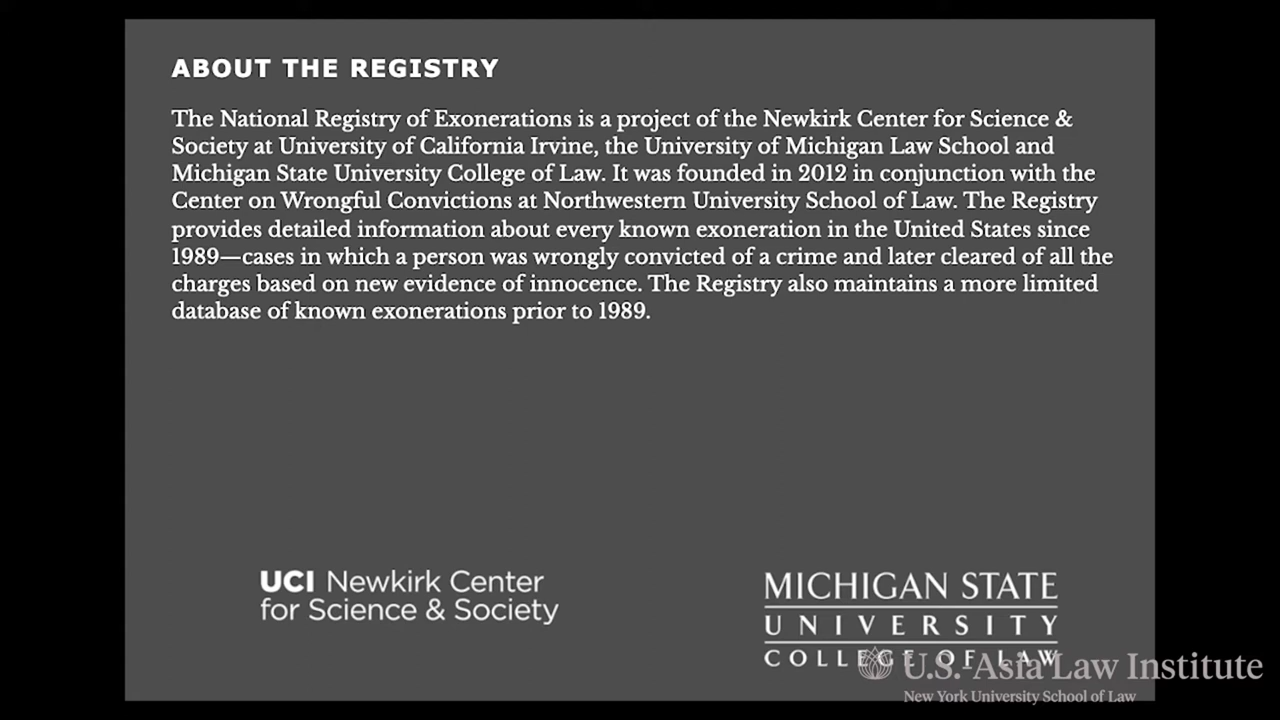 ABOUT THE REGISTRY
The National Registry of Exonerations is a project of the Newkirk Center for Science &
Society at University of California Irvine, the University of Michigan Law School and
Michigan State University College of Law. It was founded in 2012 in conjunction with the
Center on Wrongful Convictions at Northwestern University School of Law. The Registry
provides detailed information about every known exoneration in the United States since
1989—cases in which a person was wrongly convicted of a crime and later cleared of all the
charges based on new evidence of innocence. The Registry also maintains a more limited
database of known exonerations prior to 1989.
UCI Newkirk Center
for Science & Society
MICHIGAN STATE
UNIVERSITY
COLLEGE OF LAW
U.S. Asia Law Institute
New York University School of Law